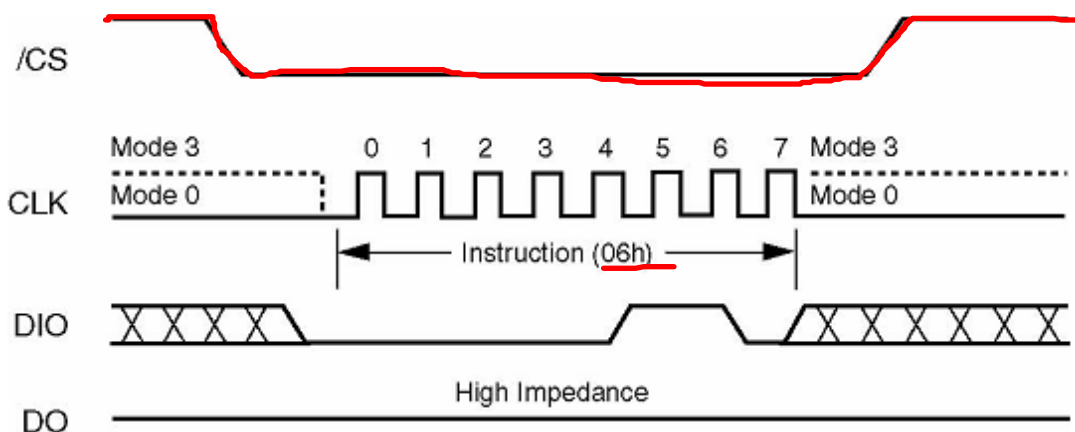 /CS
Mode 3 0 1 2 3 4 5 6 7 Mode 3
CLK Mode 0 Mode 0
Instruction (06h)
DIO
High Impedance
DO